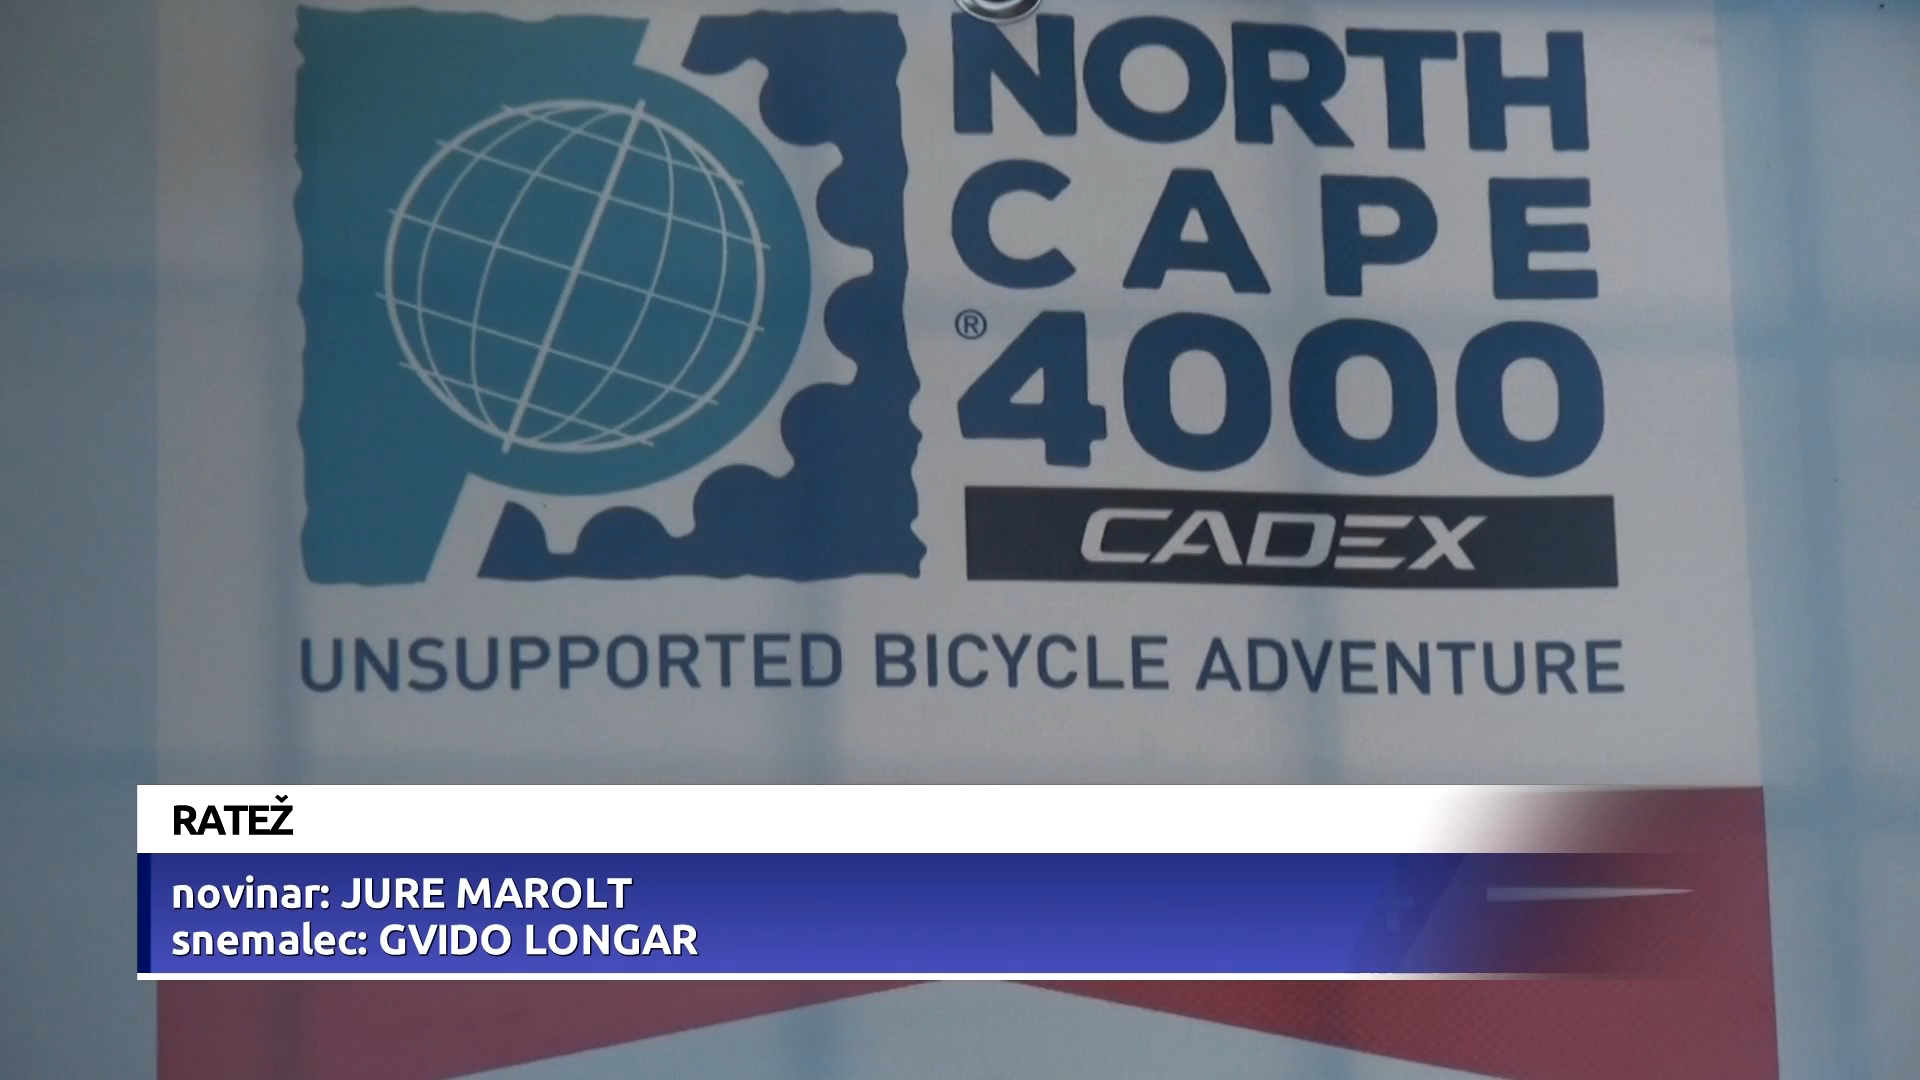 NORTH
CAPE
®4000
CADEX
UNSUPPORTED BICYCLE ADVENTURE
RATEŽ
novinar: JURE MAROLT
snemalec: GVIDO LONGAR